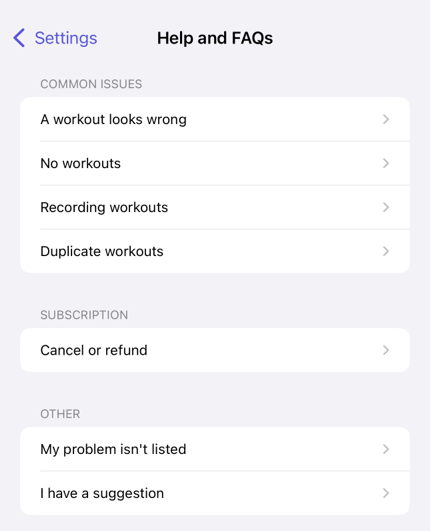 Settings
Help and FAQs
COMMON ISSUES
A workout looks wrong
No workouts
Recording workouts
Duplicate workouts
SUBSCRIPTION
Cancel or refund
OTHER
My problem isn't listed
I have a suggestion